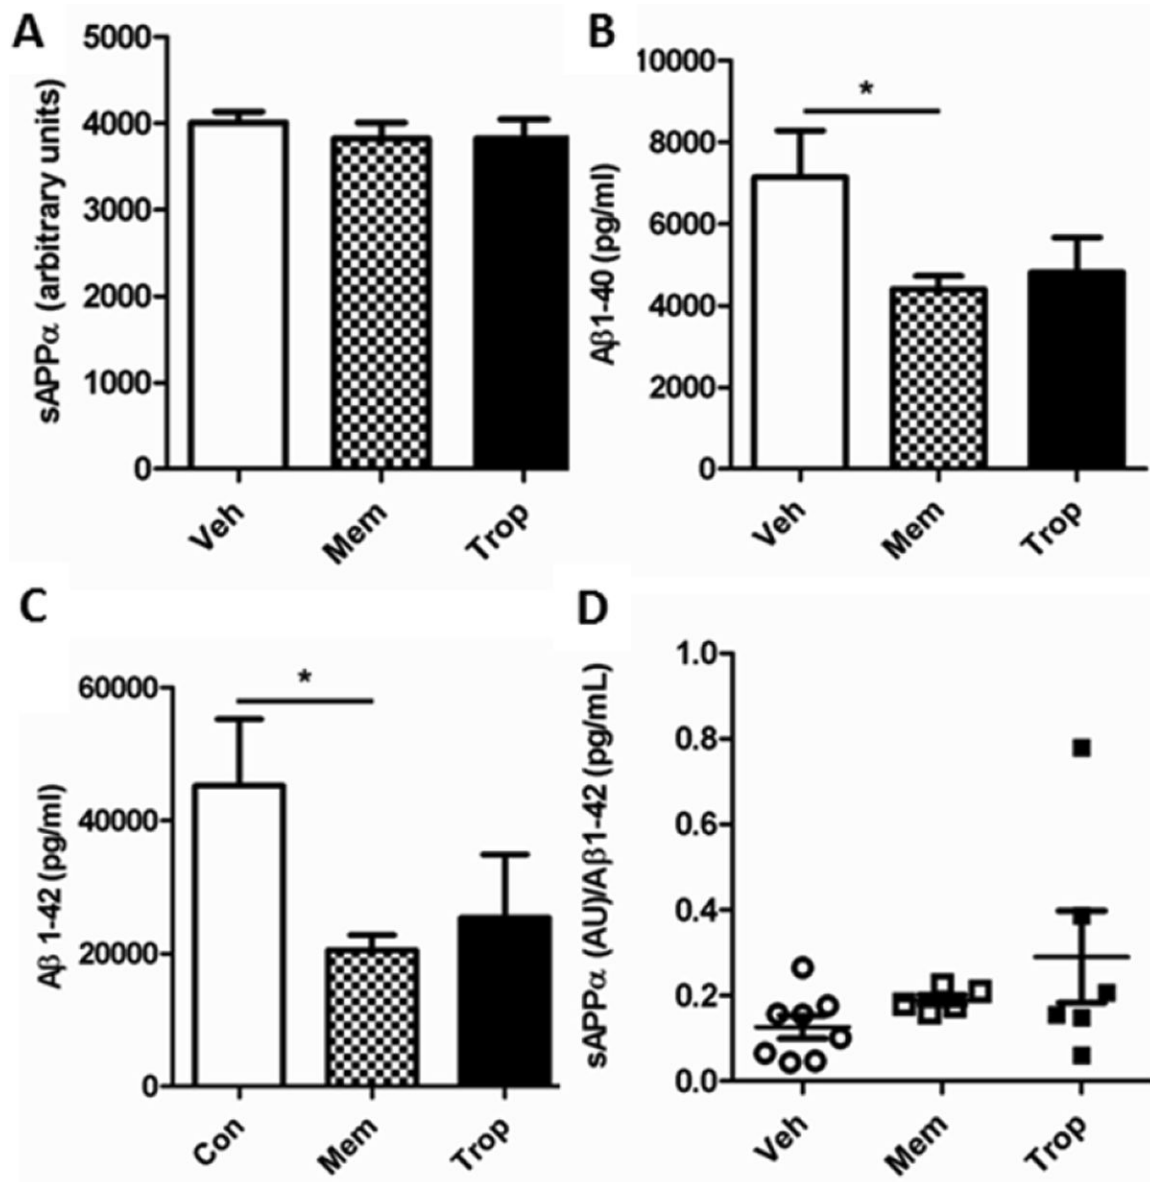 A
sAPPα (arbitrary units)
5000
4000
3000
2000
1000
0
Veh
Mem
Trop
B
Aβ1-40 (pg/ml)
10000
8000
6000
4000
2000
0
*
Veh
Mem
Trop
C
Aβ 1-42 (pg/ml)
60000
40000
20000
0
*
Con
Mem
Trop
D
sAPPα (AU)/Aβ1-42 (pg/mL)
1.0
0.8
0.6
0.4
0.2
0.0
Veh
Mem
Trop